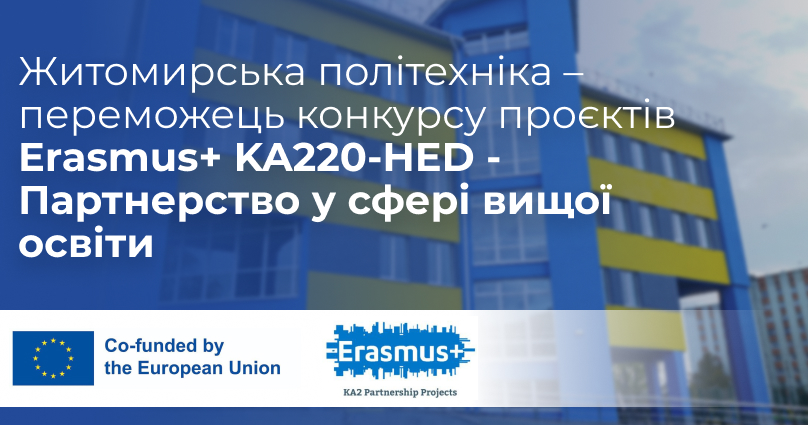 Житомирська політехніка –
переможець конкурсу проєктів
Erasmus+ KA220-HED -
Партнерство у сфері вищої
освіти
Co-funded by
the European Union
Erasmus+
KA2 Partnership Projects